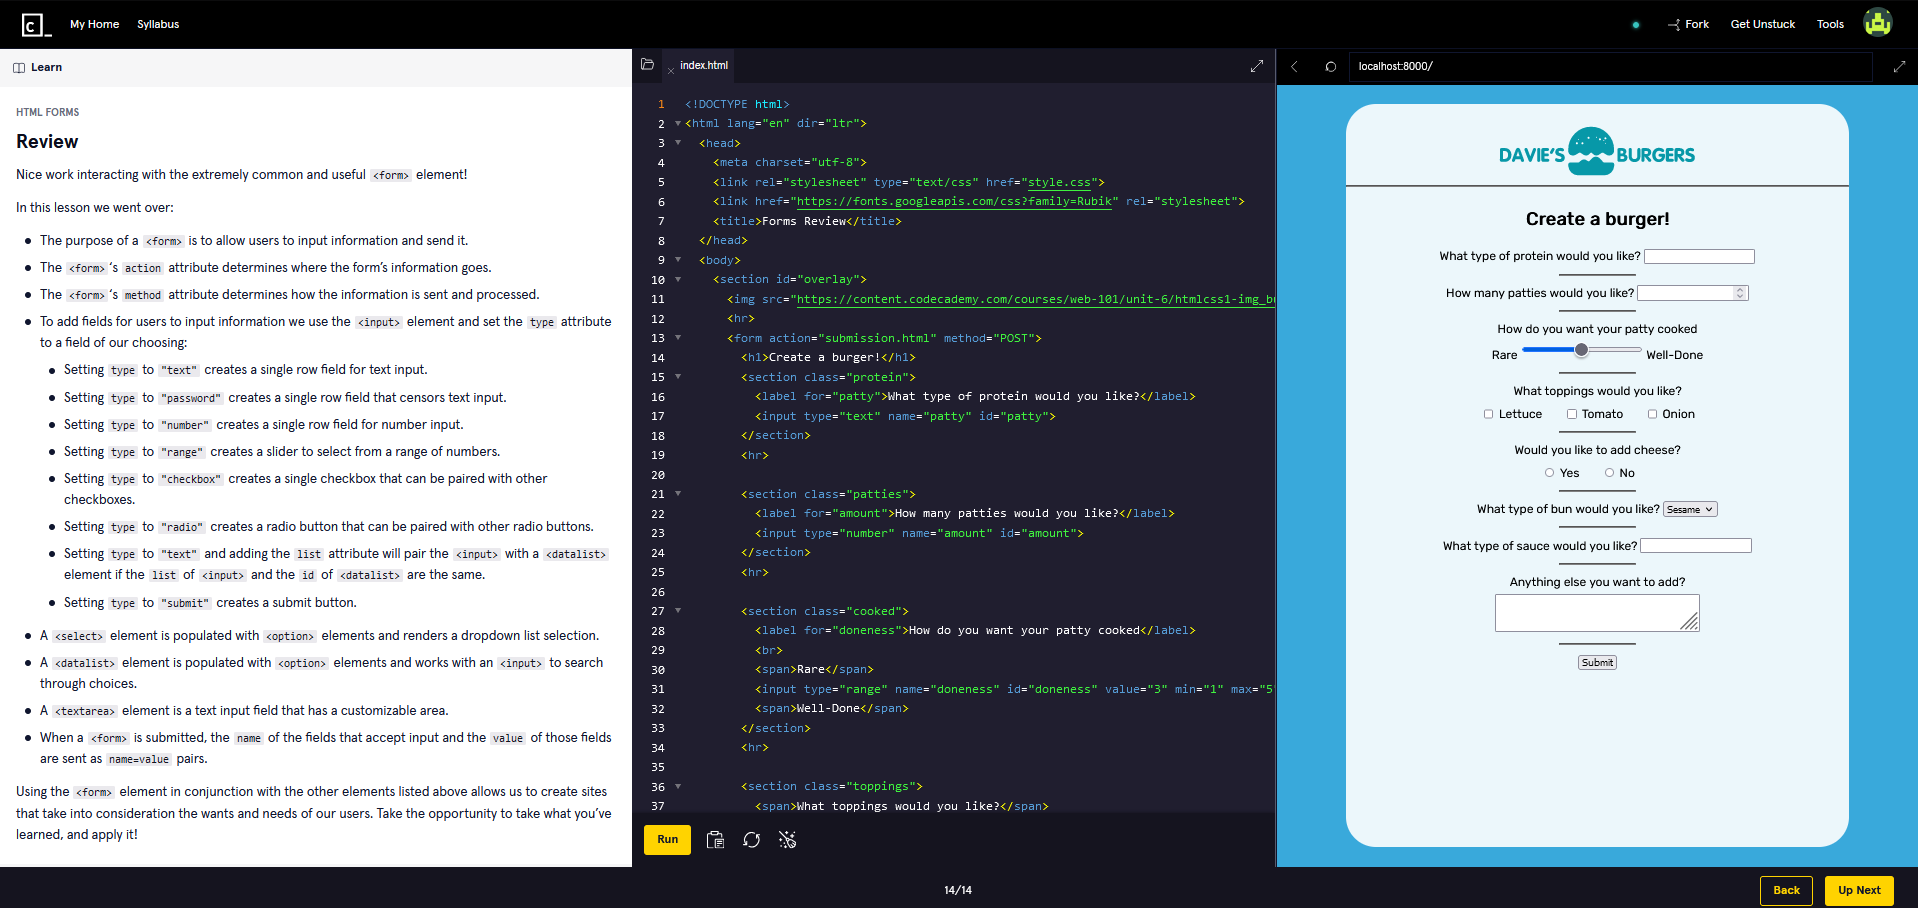 My Home Syllabus Fork Get Unstuck Tools
Learn
HTML FORMS
Review
Nice work interacting with the extremely common and useful <form> element!
In this lesson we went over:
The purpose of a <form> is to allow users to input information and send it.
The <form> 's action attribute determines where the form's information goes.
The <form> 's method attribute determines how the information is sent and processed.
To add fields for users to input information we use the <input> element and set the type attribute
to a field of our choosing:
Setting type to "text" creates a single row field for text input.
Setting type to "password" creates a single row field that censors text input.
Setting type to "number" creates a single row field for number input.
Setting type to "range" creates a slider to select from a range of numbers.
Setting type to "checkbox" creates a single checkbox that can be paired with other
checkboxes.
Setting type to "radio" creates a radio button that can be paired with other radio buttons.
Setting type to "text" and adding the list attribute will pair the <input> with a <datalist>
element if the list of <input> and the id of <datalist> are the same.
Setting type to "submit" creates a submit button.
A <select> element is populated with <option> elements and renders a dropdown list selection.
A <datalist> element is populated with <option> elements and works with an <input> to search
through choices.
A <textarea> element is a text input field that has a customizable area.
When a <form> is submitted, the name of the fields that accept input and the value of those fields
are sent as name=value pairs.
Using the <form> element in conjunction with the other elements listed above allows us to create sites
that take into consideration the wants and needs of our users. Take the opportunity to take what you've
learned, and apply it!
index.html
1 <!DOCTYPE html>
2 <html lang="en" dir="ltr">
3 <head>
4 <meta charset="utf-8">
5 <link rel="stylesheet" type="text/css" href="style.css">
6 <link href="https://fonts.googleapis.com/css?family=Rubik" rel="stylesheet">
7 <title>Forms Review</title>
8 </head>
9 <body>
10 <section id="overlay">
11 <img src="https://content.codecademy.com/courses/web-101/unit-6/htmlcss1-img_bu
12 <hr>
13 <form action="submission.html" method="POST">
14 <h1>Create a burger!</h1>
15 <section class="protein">
16 <label for="patty">What type of protein would you like?</label>
17 <input type="text" name="patty" id="patty">
18 </section>
19 <hr>
20
21 <section class="patties">
22 <label for="amount">How many patties would you like?</label>
23 <input type="number" name="amount" id="amount">
24 </section>
25 <hr>
26
27 <section class="cooked">
28 <label for="doneness">How do you want your patty cooked</label>
29 <br>
30 <span>Rare</span>
31 <input type="range" name="doneness" id="doneness" value="3" min="1" max="5"
32 <span>Well-Done</span>
33 </section>
34 <hr>
35
36 <section class="toppings">
37 <span>What toppings would you like?</span>
Run
localhost:8000/
DAVIE'S BURGERS
Create a burger!
What type of protein would you like?
How many patties would you like?
How do you want your patty cooked
Rare Well-Done
What toppings would you like?
Lettuce Tomato Onion
Would you like to add cheese?
Yes No
What type of bun would you like? Sesame
What type of sauce would you like?
Anything else you want to add?
Submit
14/14
Back Up Next